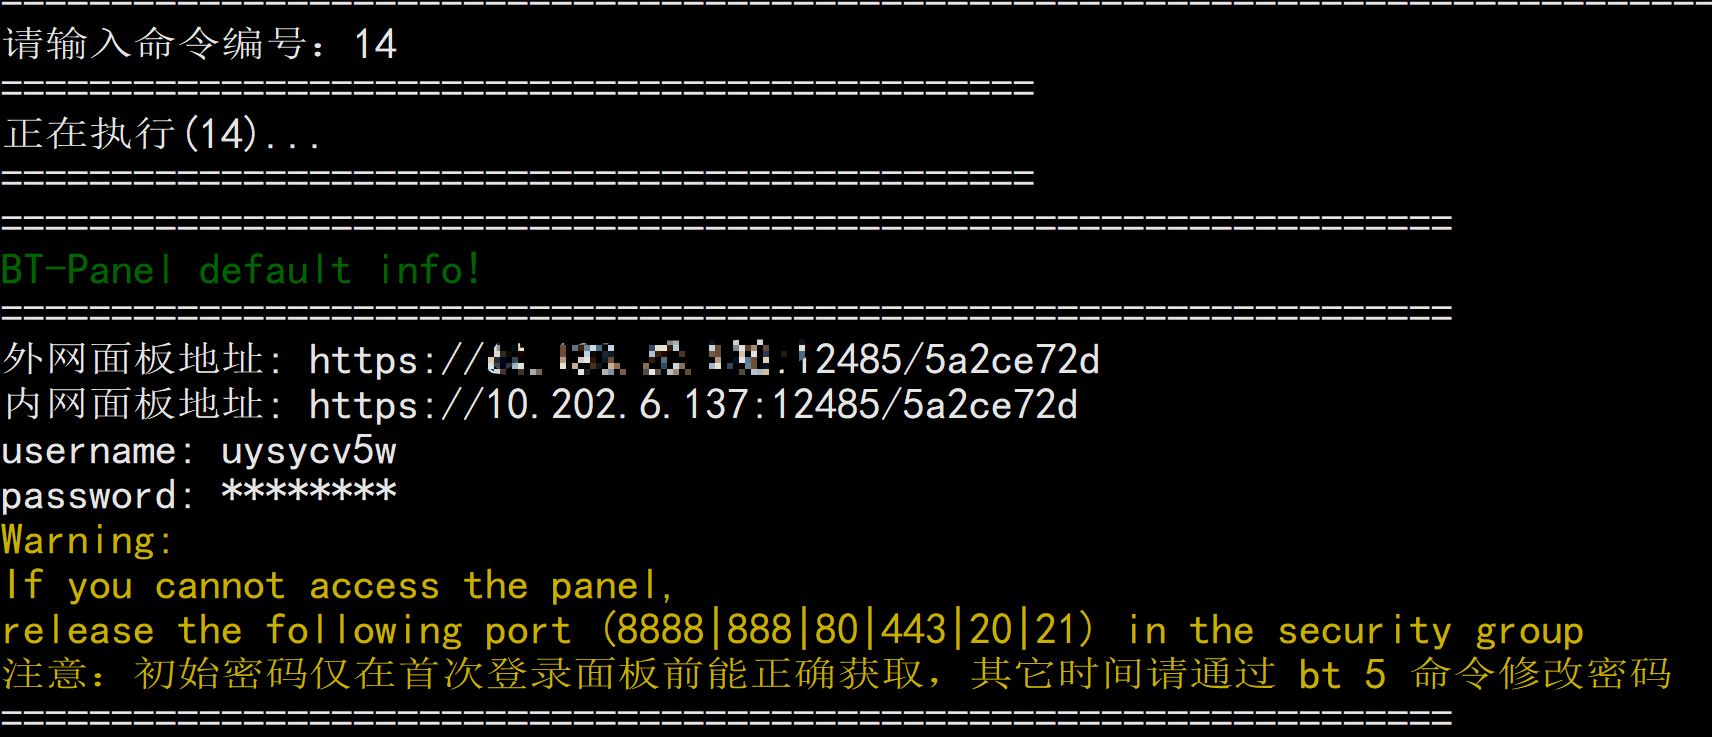 请输入命令编号：14
===============================================
正在执行(14)...
===============================================
==================================================================
BT-Panel default info!
==================================================================
外网面板地址: https:// :12485/5a2ce72d
内网面板地址: https://10.202.6.137:12485/5a2ce72d
username: uysycv5w
password: ********
Warning:
If you cannot access the panel,
release the following port (8888|888|80|443|20|21) in the security group
注意：初始密码仅在首次登录面板前能正确获取，其它时间请通过 bt 5 命令修改密码
==================================================================